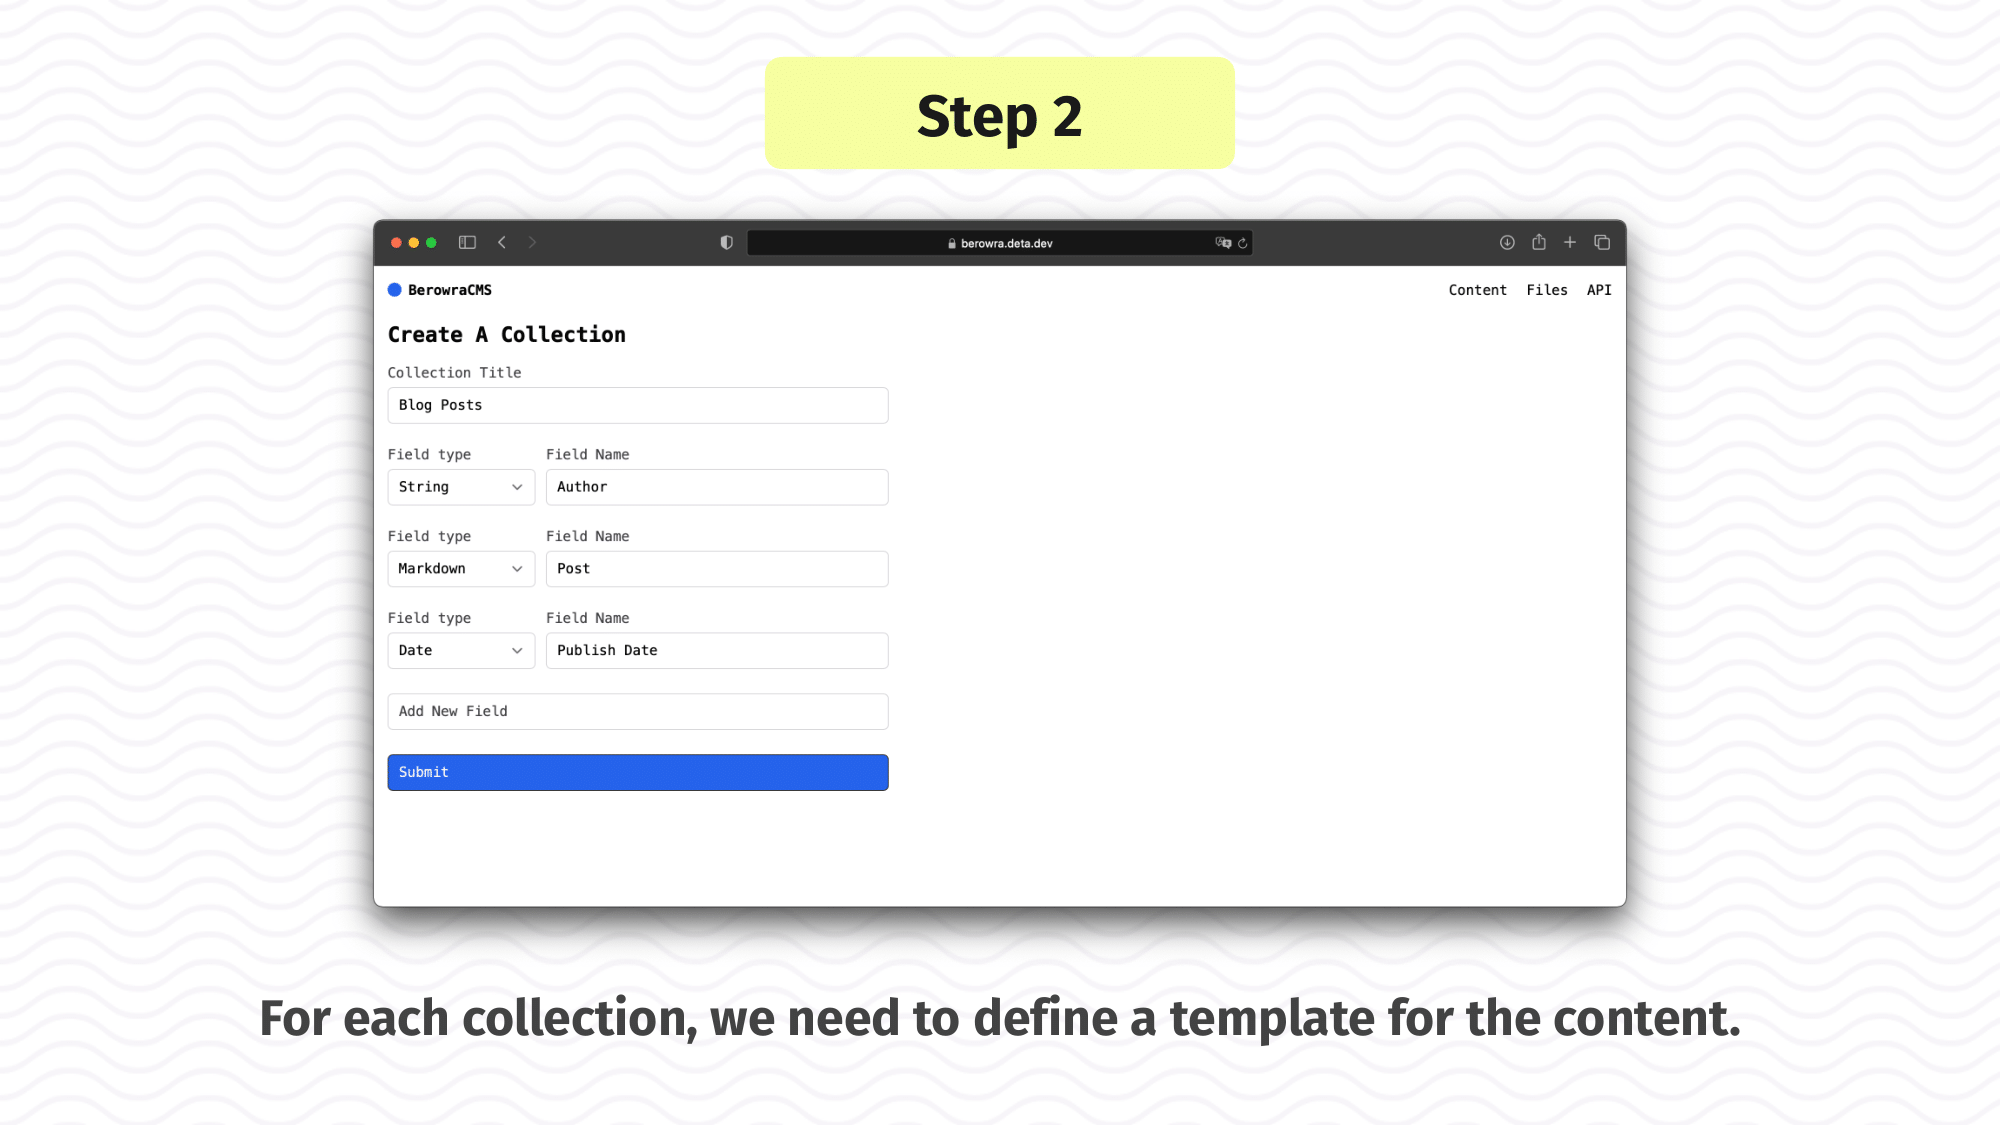 Step 2
berowra.deta.dev
BerowraCMS
Content Files API
Create A Collection
Collection Title
Blog Posts
Field type Field Name
String Author
Field type Field Name
Markdown Post
Field type Field Name
Date Publish Date
Add New Field
Submit
For each collection, we need to define a template for the content.